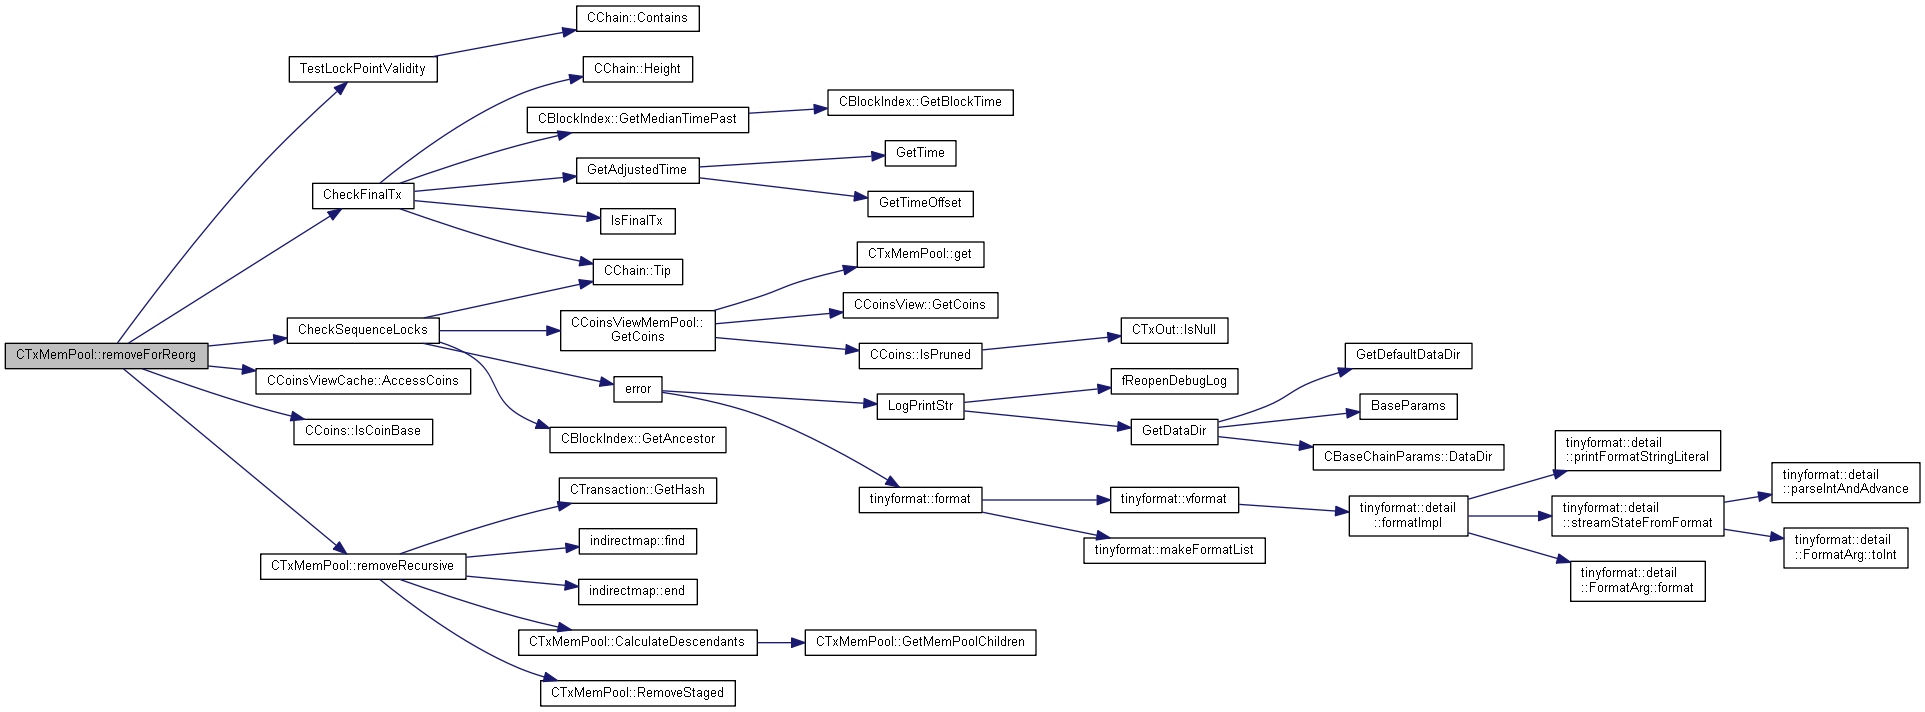 CChain::Contains
TestLockPointValidity
CChain::Height
CBlockIndex::GetBlockTime
CBlockIndex::GetMedianTimePast
GetTime
GetAdjustedTime
CheckFinalTx
GetTimeOffset
IsFinalTx
CTxMemPool::get
CChain::Tip
CCoinsView::GetCoins
CheckSequenceLocks
CCoinsViewMemPool::
GetCoins
CTxOut::IsNull
CTxMemPool::removeForReorg
CCoins::IsPruned
GetDefaultDataDir
CCoinsViewCache::AccessCoins
error
fReopenDebugLog
LogPrintStr
BaseParams
CCoins::IsCoinBase
CBlockIndex::GetAncestor
GetDataDir
CBaseChainParams::DataDir
tinyformat::detail
::printFormatStringLiteral
CTransaction::GetHash
tinyformat::format
tinyformat::vformat
tinyformat::detail
::formatImpl
tinyformat::detail
::streamStateFromFormat
tinyformat::detail
::parseIntAndAdvance
indirectmap::find
tinyformat::makeFormatList
tinyformat::detail
::FormatArg::toInt
CTxMemPool::removeRecursive
tinyformat::detail
::FormatArg::format
indirectmap::end
CTxMemPool::CalculateDescendants
CTxMemPool::GetMemPoolChildren
CTxMemPool::RemoveStaged